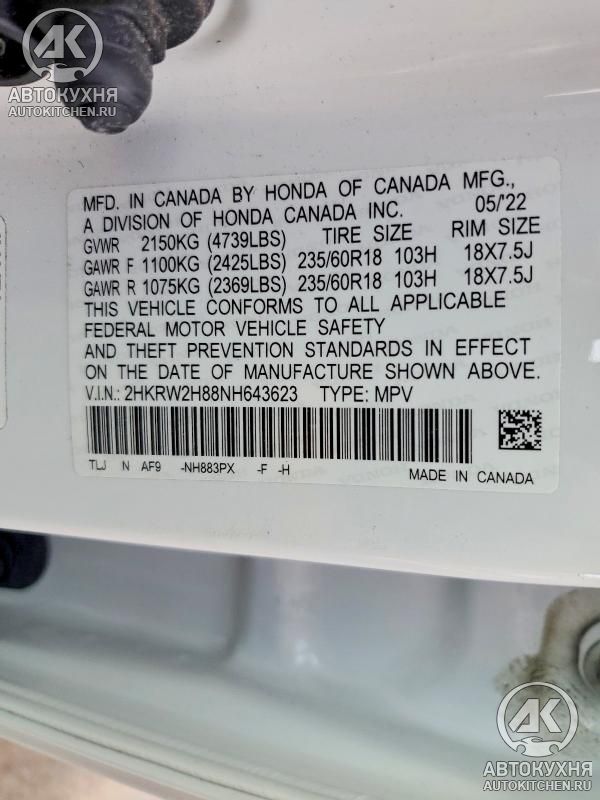 АК
АВТОКУХНЯ
AUTOKITCHEN.RU
MFD. IN CANADA BY HONDA OF CANADA MFG.,
A DIVISION OF HONDA CANADA INC. 05/22
GVWR 2150KG (4739LBS) TIRE SIZE RIM SIZE
GAWR F 1100KG (2425LBS) 235/60R18 103H 18X7.5J
GAWR R 1075KG (2369LBS) 235/60R18 103H 18X7.5J
THIS VEHICLE CONFORMS TO ALL APPLICABLE
FEDERAL MOTOR VEHICLE SAFETY
AND THEFT PREVENTION STANDARDS IN EFFECT
ON THE DATE OF MANUFACTURE SHOWN ABOVE.
V.I.N.: 2HKRW2H88NH643623 TYPE: MPV
TLJ N AF9 -NH883PX -F -H
MADE IN CANADA
АК
АВТОКУХНЯ
AUTOKITCHEN.RU